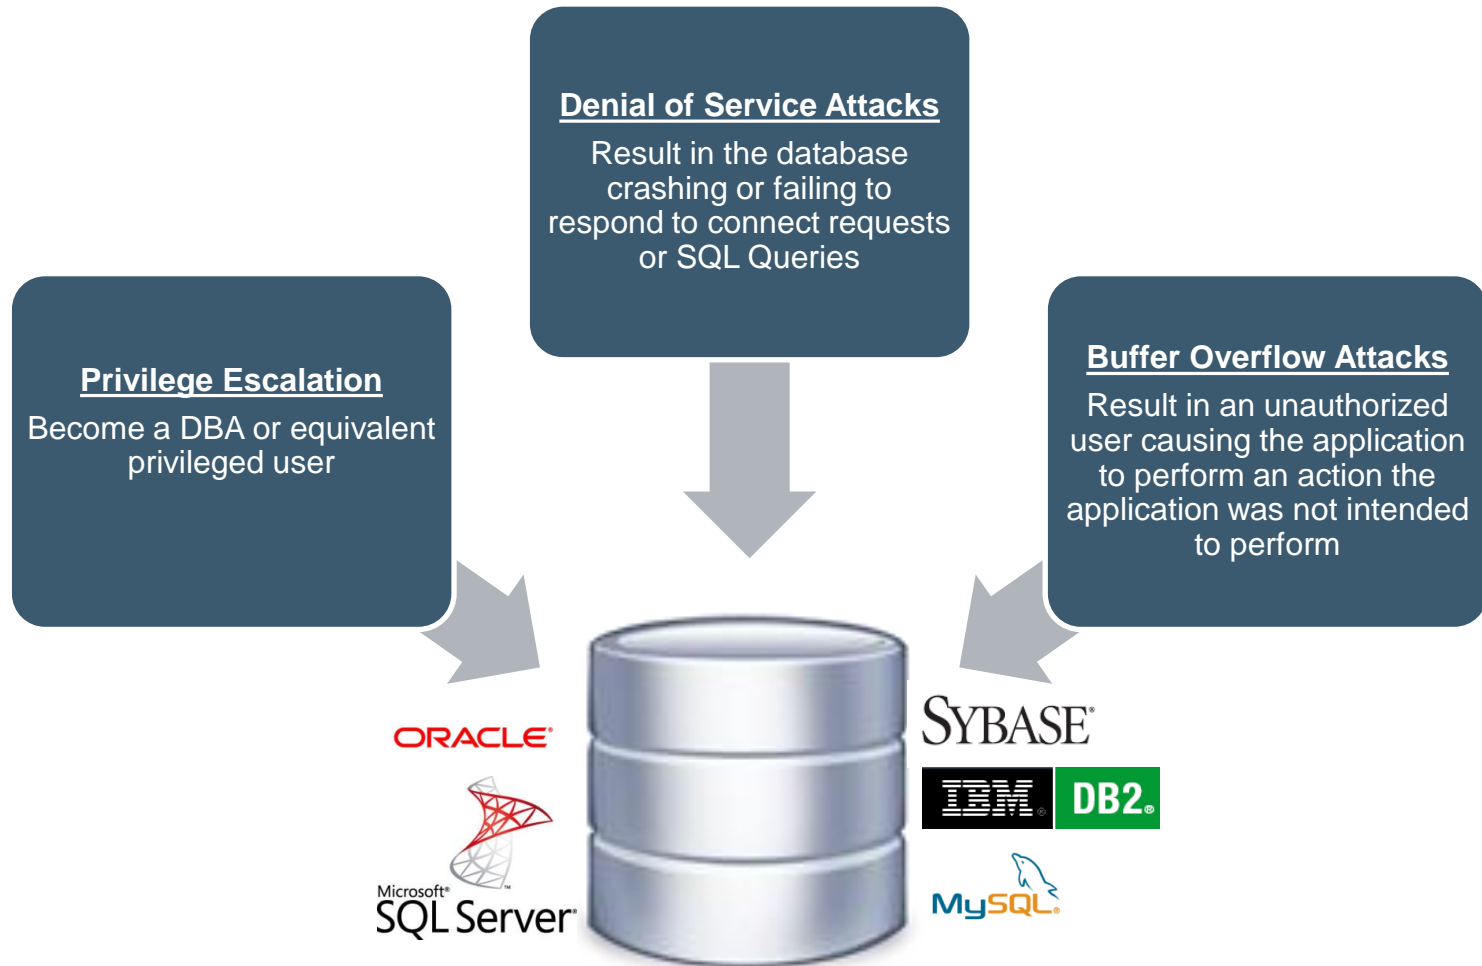 Denial of Service Attacks
Result in the database
crashing or failing to
respond to connect requests
or SQL Queries
Privilege Escalation
Become a DBA or equivalent
privileged user
Buffer Overflow Attacks
Result in an unauthorized
user causing the application
to perform an action the
application was not intended
to perform
ORACLE®
Microsoft®
SQL Server®
SYBASE®
IBM® DB2®
MySQL®